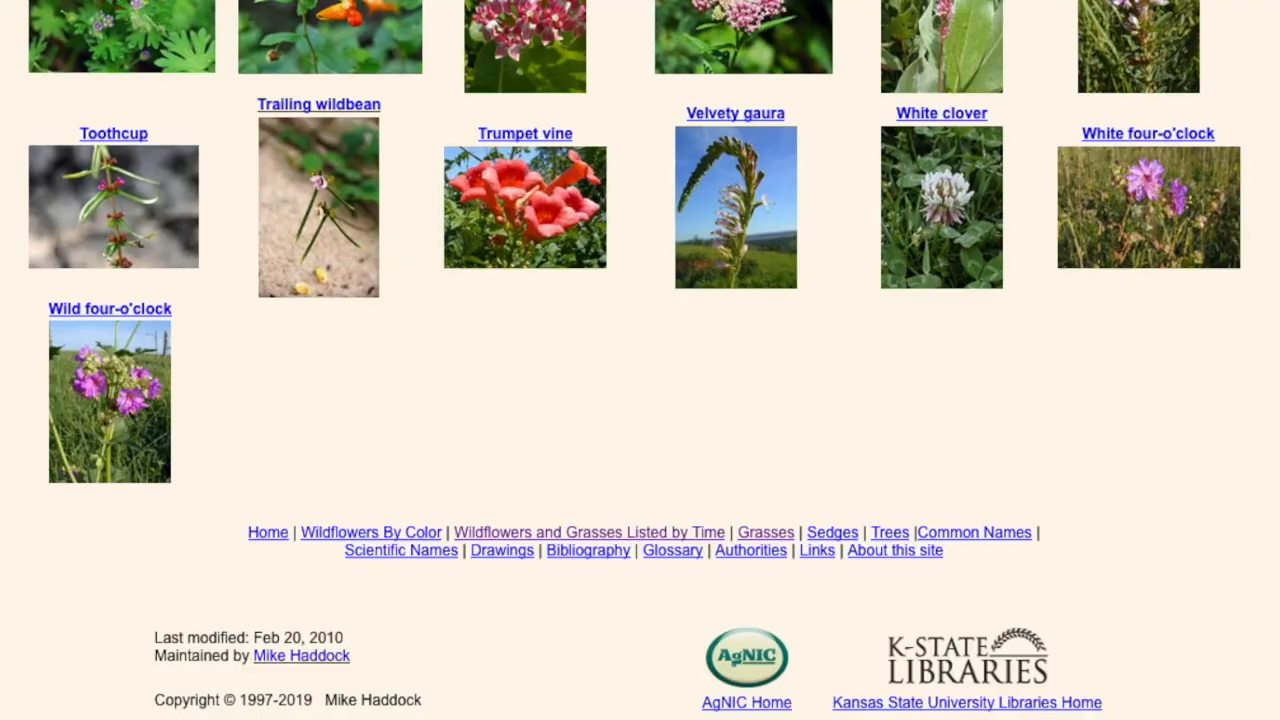 Trailing wildbean
Velvety gaura
White clover
Toothcup
Trumpet vine
White four-o'clock
Wild four-o'clock
Home | Wildflowers By Color | Wildflowers and Grasses Listed by Time | Grasses | Sedges | Trees |Common Names |
Scientific Names | Drawings | Bibliography | Glossary | Authorities | Links | About this site
Last modified: Feb 20, 2010
Maintained by Mike Haddock
AgNIC
K-STATE
LIBRARIES
Copyright © 1997-2019 Mike Haddock
AgNIC Home
Kansas State University Libraries Home